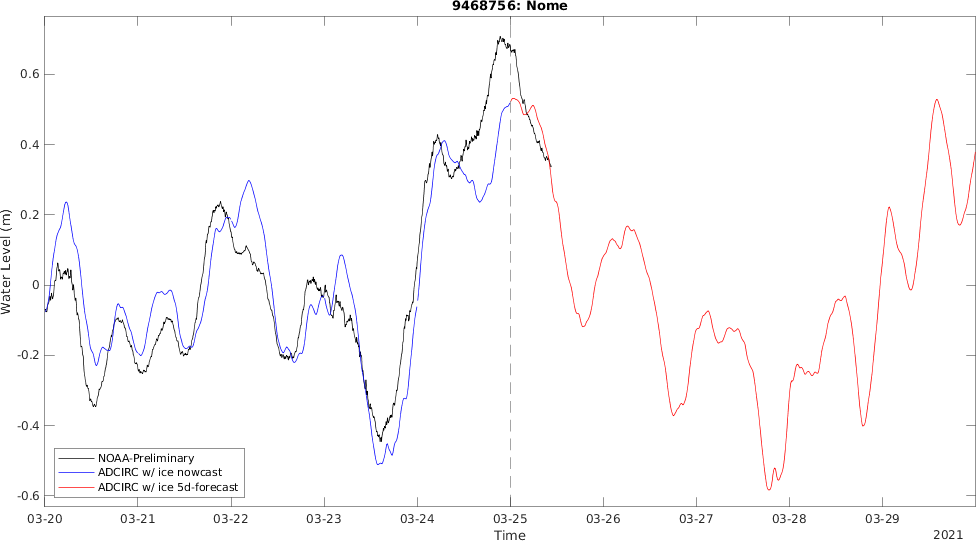 9468756: Nome
0.6
0.4
0.2
0
-0.2
-0.4
-0.6
Water Level (m)
NOAA-Preliminary
ADCIRC w/ ice nowcast
ADCIRC w/ ice 5d-forecast
03-20 03-21 03-22 03-23 03-24 03-25 03-26 03-27 03-28 03-29
Time
2021